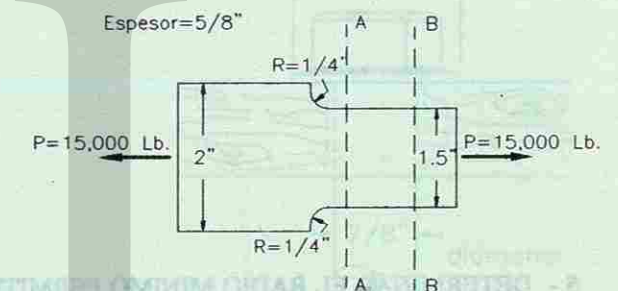 Espesor=5/8"
A
B
R=1/4"
P=15,000 Lb.
2"
1.5"
P=15,000 Lb.
R=1/4"
A
B